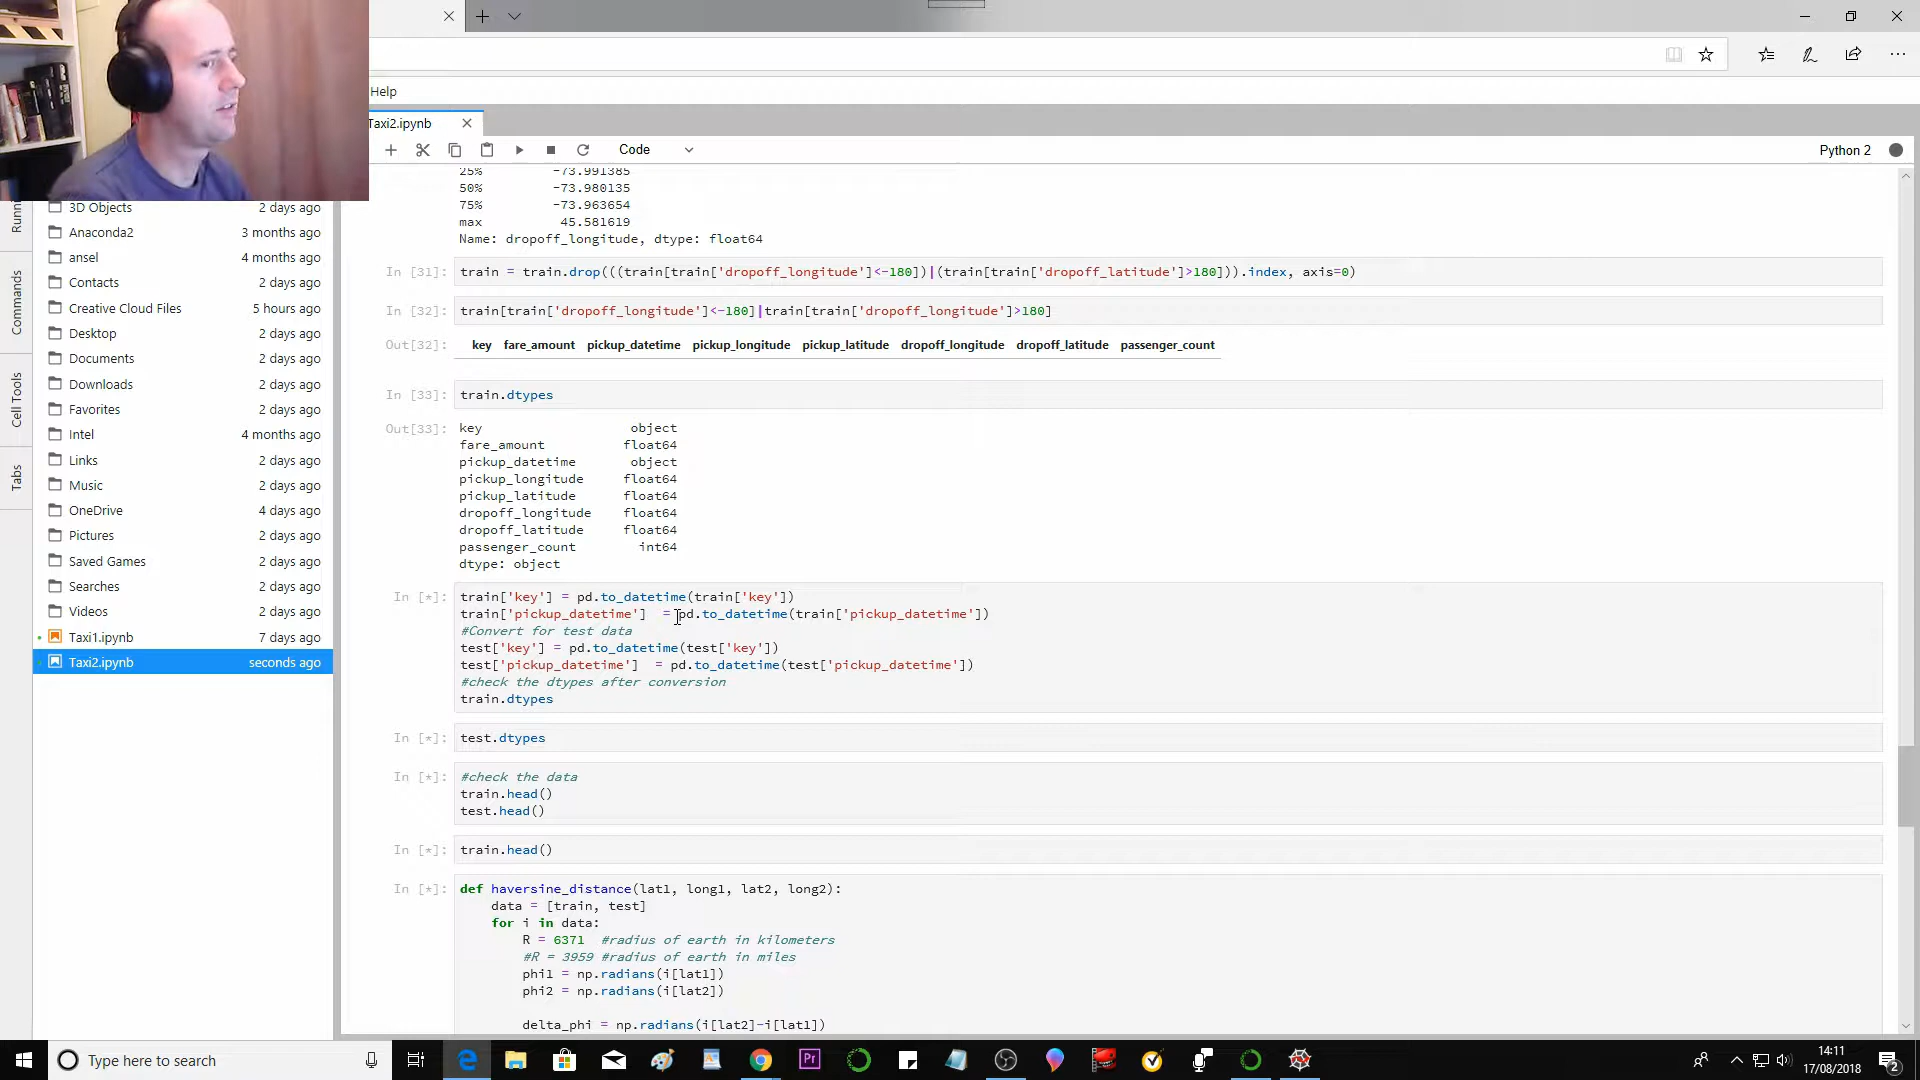 Help
Taxi2.ipynb
Code
Python 2
25% -73.991385
50% -73.980135
75% -73.963654
max 45.581619
Name: dropoff_longitude, dtype: float64
In [31]: train = train.drop(((train[train['dropoff_longitude']<-180])|(train[train['dropoff_latitude']>180])).index, axis=0)
In [32]: train[train['dropoff_longitude']<-180]|train[train['dropoff_longitude']>180]
Out[32]: key fare_amount pickup_datetime pickup_longitude pickup_latitude dropoff_longitude dropoff_latitude passenger_count
In [33]: train.dtypes
Out[33]: key object
fare_amount float64
pickup_datetime object
pickup_longitude float64
pickup_latitude float64
dropoff_longitude float64
dropoff_latitude float64
passenger_count int64
dtype: object
In [*]: train['key'] = pd.to_datetime(train['key'])
train['pickup_datetime']  = pd.to_datetime(train['pickup_datetime'])
#Convert for test data
test['key'] = pd.to_datetime(test['key'])
test['pickup_datetime']  = pd.to_datetime(test['pickup_datetime'])
#check the dtypes after conversion
train.dtypes
In [*]: test.dtypes
In [*]: #check the data
train.head()
test.head()
In [*]: train.head()
In [*]: def haversine_distance(lat1, long1, lat2, long2):
data = [train, test]
for i in data:
R = 6371  #radius of earth in kilometers
#R = 3959 #radius of earth in miles
phi1 = np.radians(i[lat1])
phi2 = np.radians(i[lat2])
delta_phi = np.radians(i[lat2]-i[lat1])
Commands
Cell Tools
Tabs
3D Objects 2 days ago
Anaconda2 3 months ago
ansel 4 months ago
Contacts 2 days ago
Creative Cloud Files 5 hours ago
Desktop 2 days ago
Documents 2 days ago
Downloads 2 days ago
Favorites 2 days ago
Intel 4 months ago
Links 2 days ago
Music 2 days ago
OneDrive 4 days ago
Pictures 2 days ago
Saved Games 2 days ago
Searches 2 days ago
Videos 2 days ago
Taxi1.ipynb 7 days ago
Taxi2.ipynb seconds ago
Type here to search
Pr
14:11
17/08/2018
2